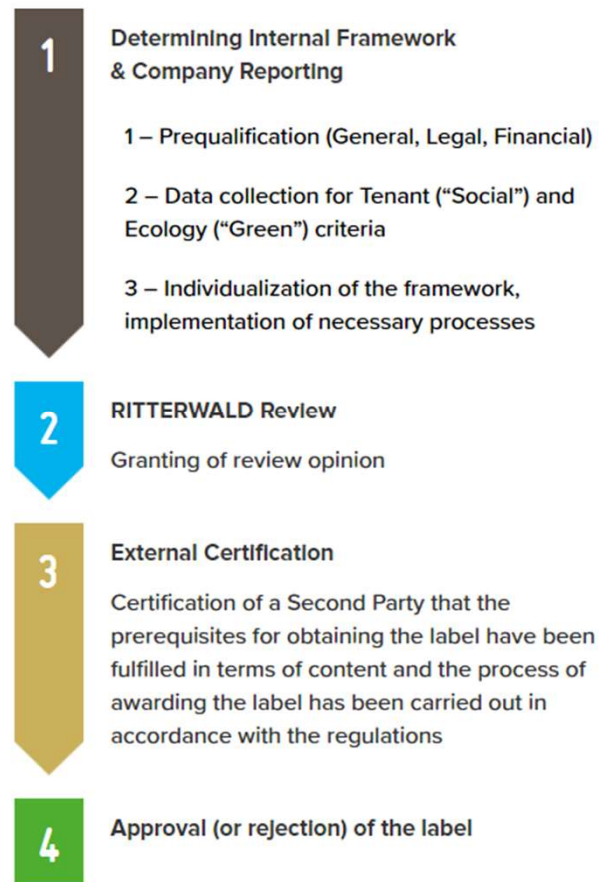 1
Determining Internal Framework
& Company Reporting
1 – Prequalification (General, Legal, Financial)
2 – Data collection for Tenant (“Social”) and
Ecology (“Green”) criteria
3 – Individualization of the framework,
implementation of necessary processes
2
RITTERWALD Review
Granting of review opinion
3
External Certification
Certification of a Second Party that the
prerequisites for obtaining the label have been
fulfilled in terms of content and the process of
awarding the label has been carried out in
accordance with the regulations
4
Approval (or rejection) of the label